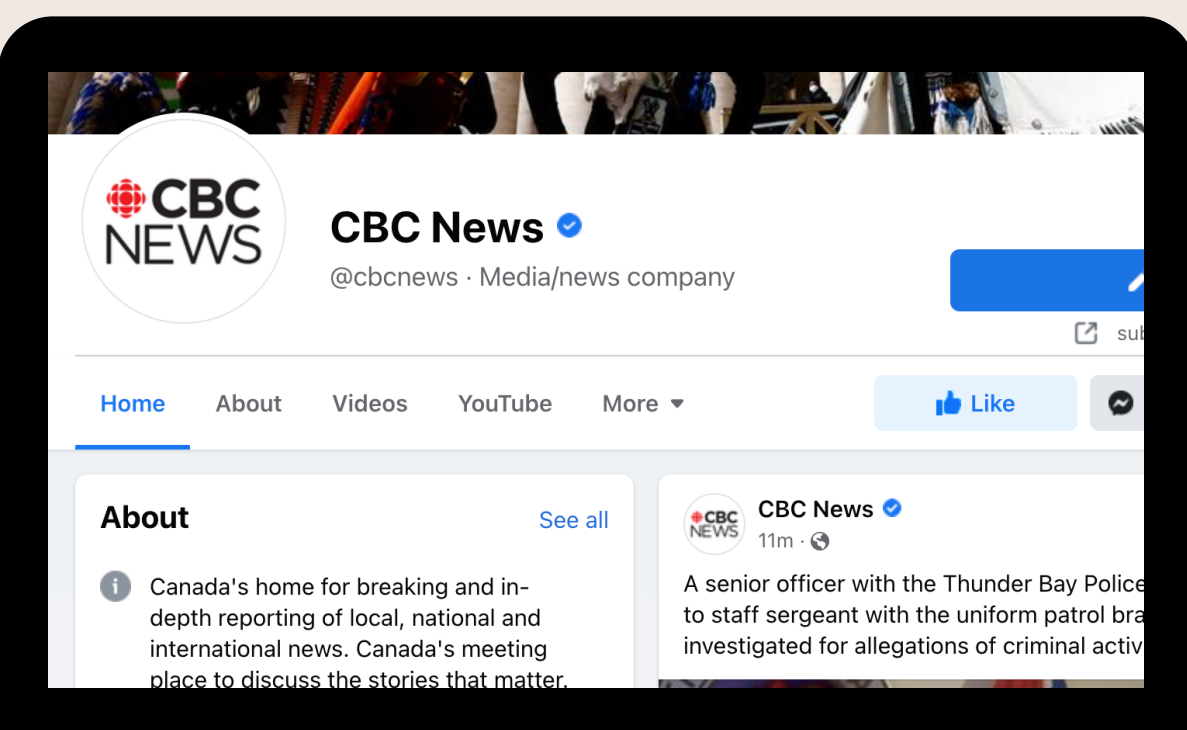 CBC
NEWS
CBC News
@cbcnews · Media/news company
Home
About
Videos
YouTube
More
Like
About
See all
Canada's home for breaking and in-
depth reporting of local, national and
international news. Canada's meeting
place to discuss the stories that matter.
CBC
NEWS
CBC News
11m ·
A senior officer with the Thunder Bay Police
to staff sergeant with the uniform patrol
investigated for allegations of criminal